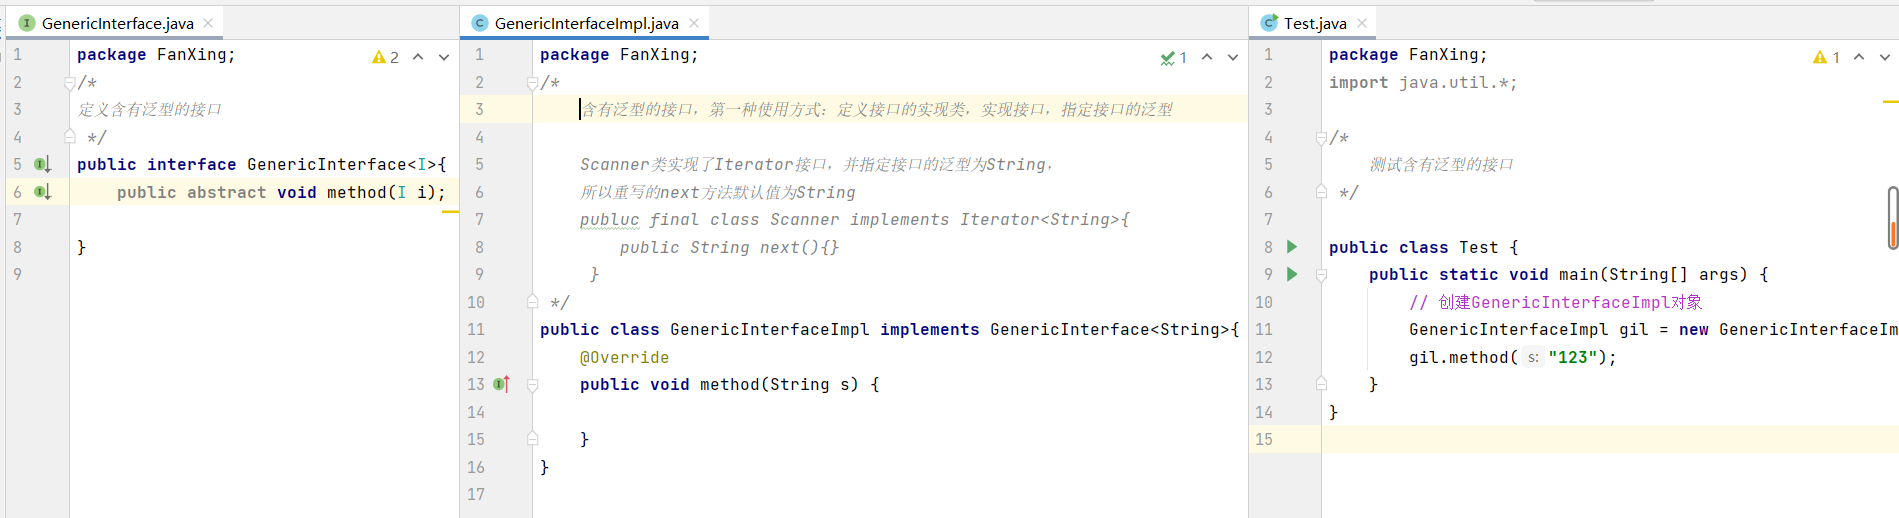 GenericInterface.java
2
1 package FanXing;
2 /*
3 定义含有泛型的接口
4 */
5 public interface GenericInterface<I>{
6 public abstract void method(I i);
7
8 }
9
GenericInterfaceImpl.java
1
1 package FanXing;
2 /*
3 含有泛型的接口，第一种使用方式：定义接口的实现类，实现接口，指定接口的泛型
4
5 Scanner类实现了Iterator接口，并指定接口的泛型为String，
6 所以重写的next方法默认值为String
7 publuc final class Scanner implements Iterator<String>{
8 public String next(){}
9 }
10 */
11 public class GenericInterfaceImpl implements GenericInterface<String>{
12 @Override
13 public void method(String s) {
14
15 }
16 }
17
Test.java
1
1 package FanXing;
2 import java.util.*;
3
4 /*
5 测试含有泛型的接口
6 */
7
8 public class Test {
9 public static void main(String[] args) {
10 // 创建GenericInterfaceImpl对象
11 GenericInterfaceImpl gil = new GenericInterfaceIm
12 gil.method( s: "123");
13 }
14 }
15